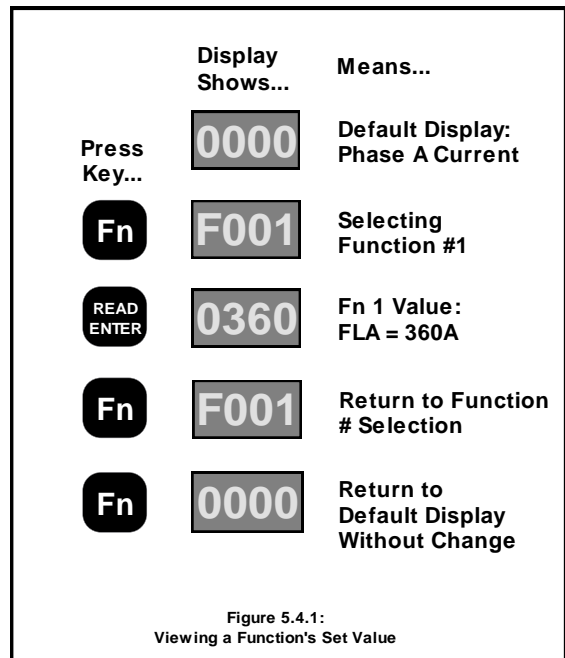 Display
Shows...
Means...
Press
Key...
0000
Default Display:
Phase A Current
Fn
F001
Selecting
Function #1
READ
ENTER
0360
Fn 1 Value:
FLA = 360A
Fn
F001
Return to Function
# Selection
Fn
0000
Return to
Default Display
Without Change
Figure 5.4.1:
Viewing a Function's Set Value